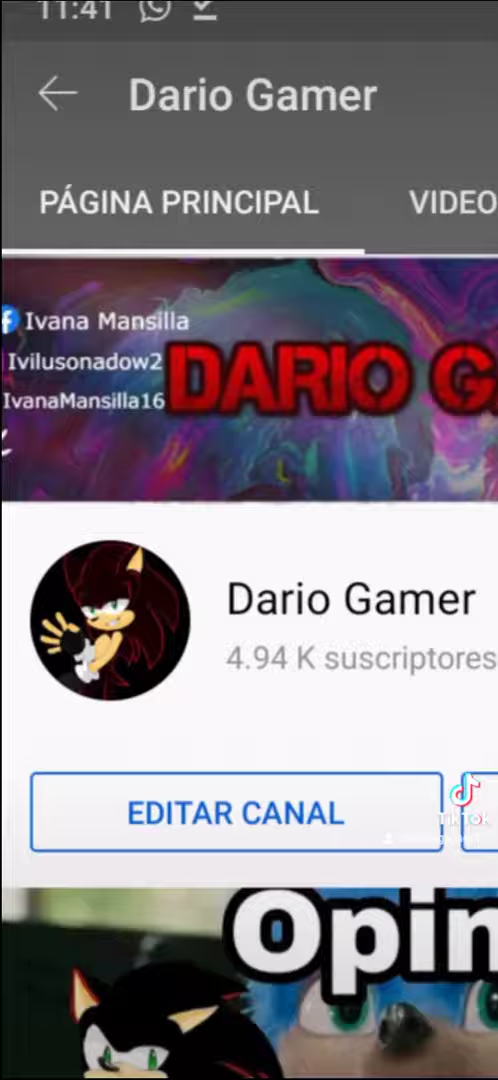 11:41
Dario Gamer
PÁGINA PRINCIPAL VIDEO
Ivana Mansilla
Ivilusonadow2
IvanaMansilla16
DARIO G
Dario Gamer
4.94 K suscriptores
EDITAR CANAL
TikTok
Opin